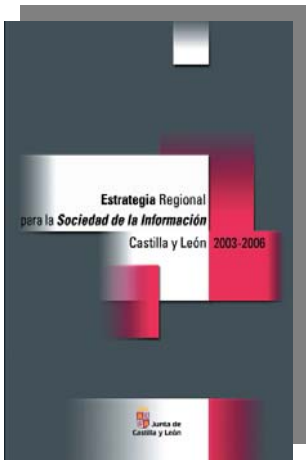 Estrategia Regional
para la Sociedad de la Información
Castilla y León 2003-2006
Junta de
Castilla y León